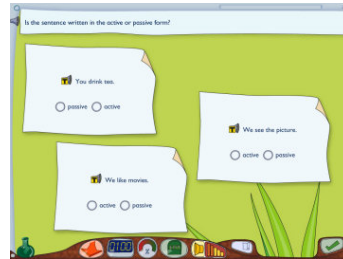 Is the sentence written in the active or passive form?
You drink tea.
passive active
We see the picture.
active passive
We like movies.
active passive